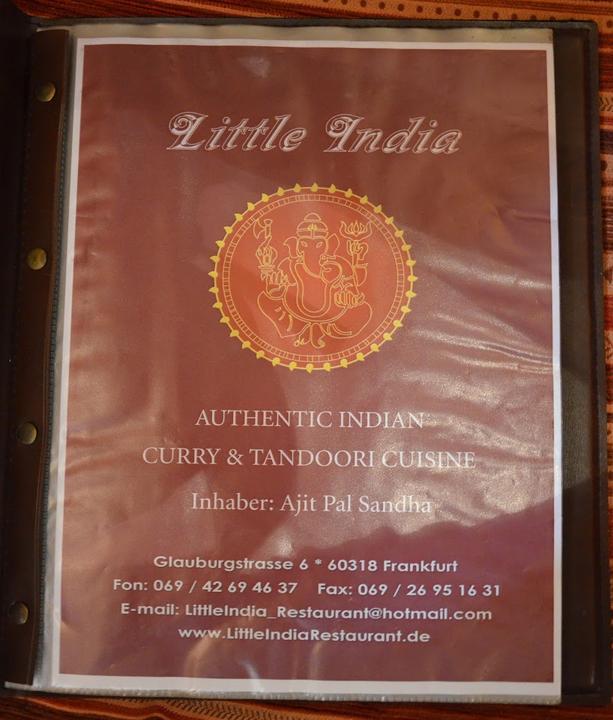 Little India
AUTHENTIC INDIAN
CURRY & TANDOORI CUISINE
Inhaber: Ajit Pal Sandha
Glauburgstrasse 6 * 60318 Frankfurt
Fon: 069 / 42 69 46 37 Fax: 069 / 26 95 16 31
E-mail: LittleIndia_Restaurant@hotmail.com
www.LittleIndiaRestaurant.de